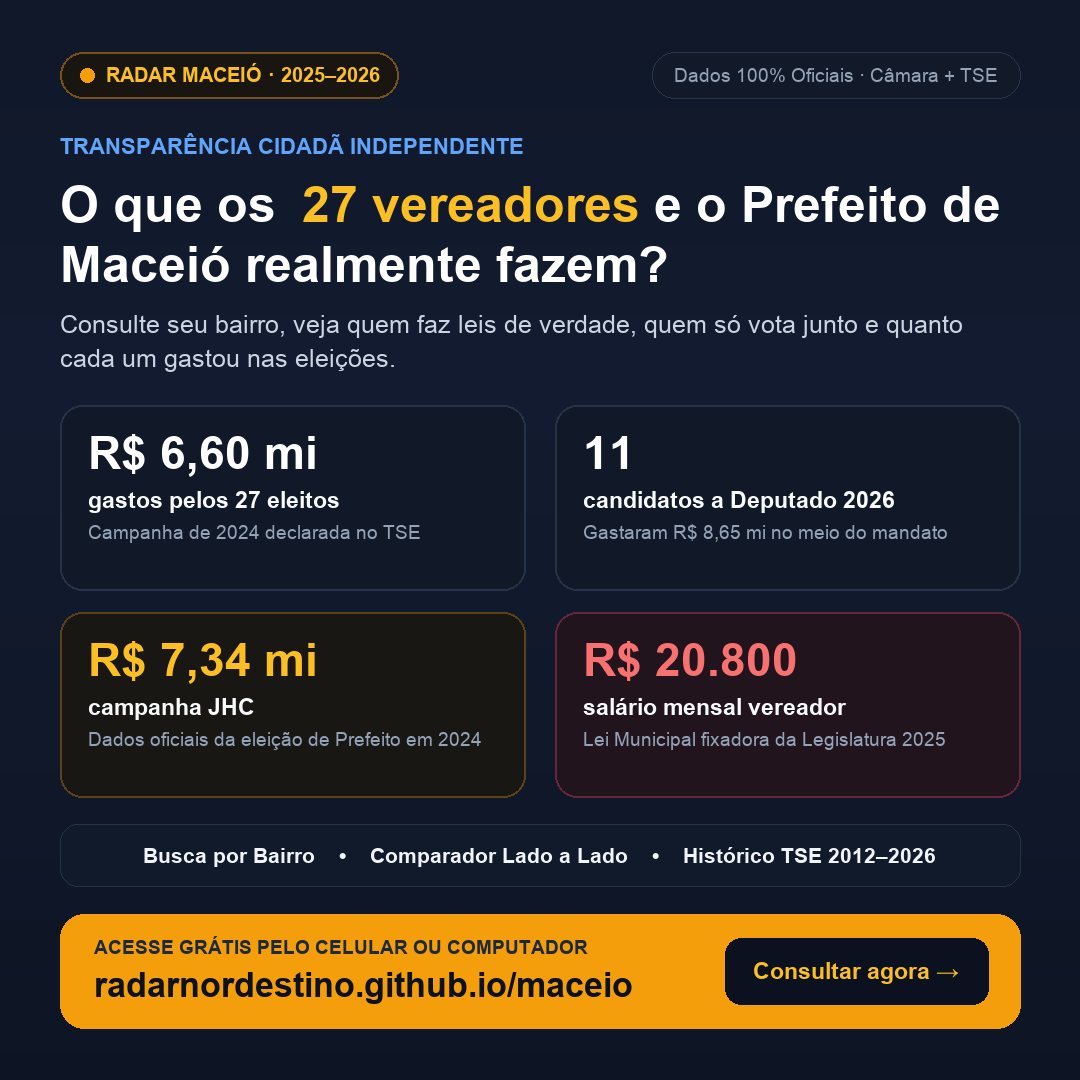 RADAR MACEIÓ · 2025–2026
Dados 100% Oficiais · Câmara + TSE
TRANSPARÊNCIA CIDADÃ INDEPENDENTE
O que os 27 vereadores e o Prefeito de
Maceió realmente fazem?
Consulte seu bairro, veja quem faz leis de verdade, quem só vota junto e quanto
cada um gastou nas eleições.
R$ 6,60 mi
gastos pelos 27 eleitos
Campanha de 2024 declarada no TSE
11
candidatos a Deputado 2026
Gastaram R$ 8,65 mi no meio do mandato
R$ 7,34 mi
campanha JHC
Dados oficiais da eleição de Prefeito em 2024
R$ 20.800
salário mensal vereador
Lei Municipal fixadora da Legislatura 2025
Busca por Bairro • Comparador Lado a Lado • Histórico TSE 2012–2026
ACESSE GRÁTIS PELO CELULAR OU COMPUTADOR
radarnordestino.github.io/maceio
Consultar agora →